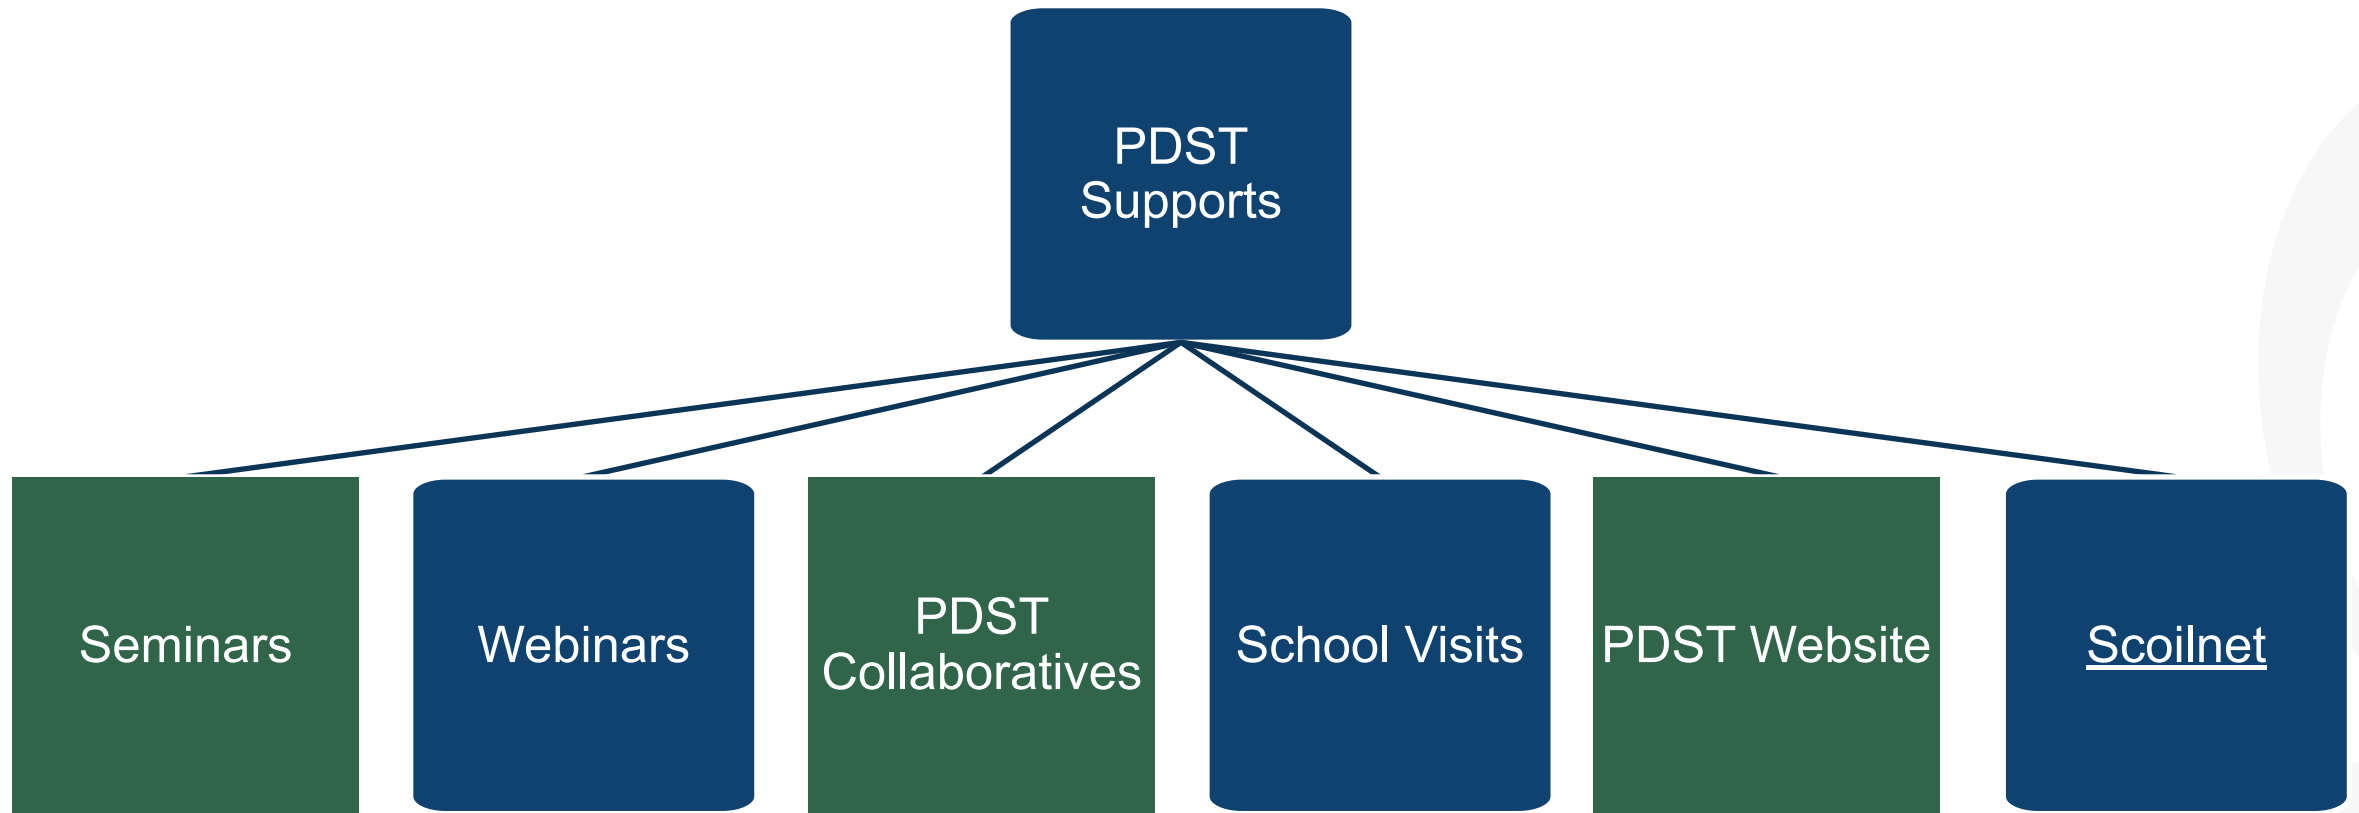 PDST
Supports
Seminars
Webinars
PDST
Collaboratives
School Visits
PDST Website
Scoilnet